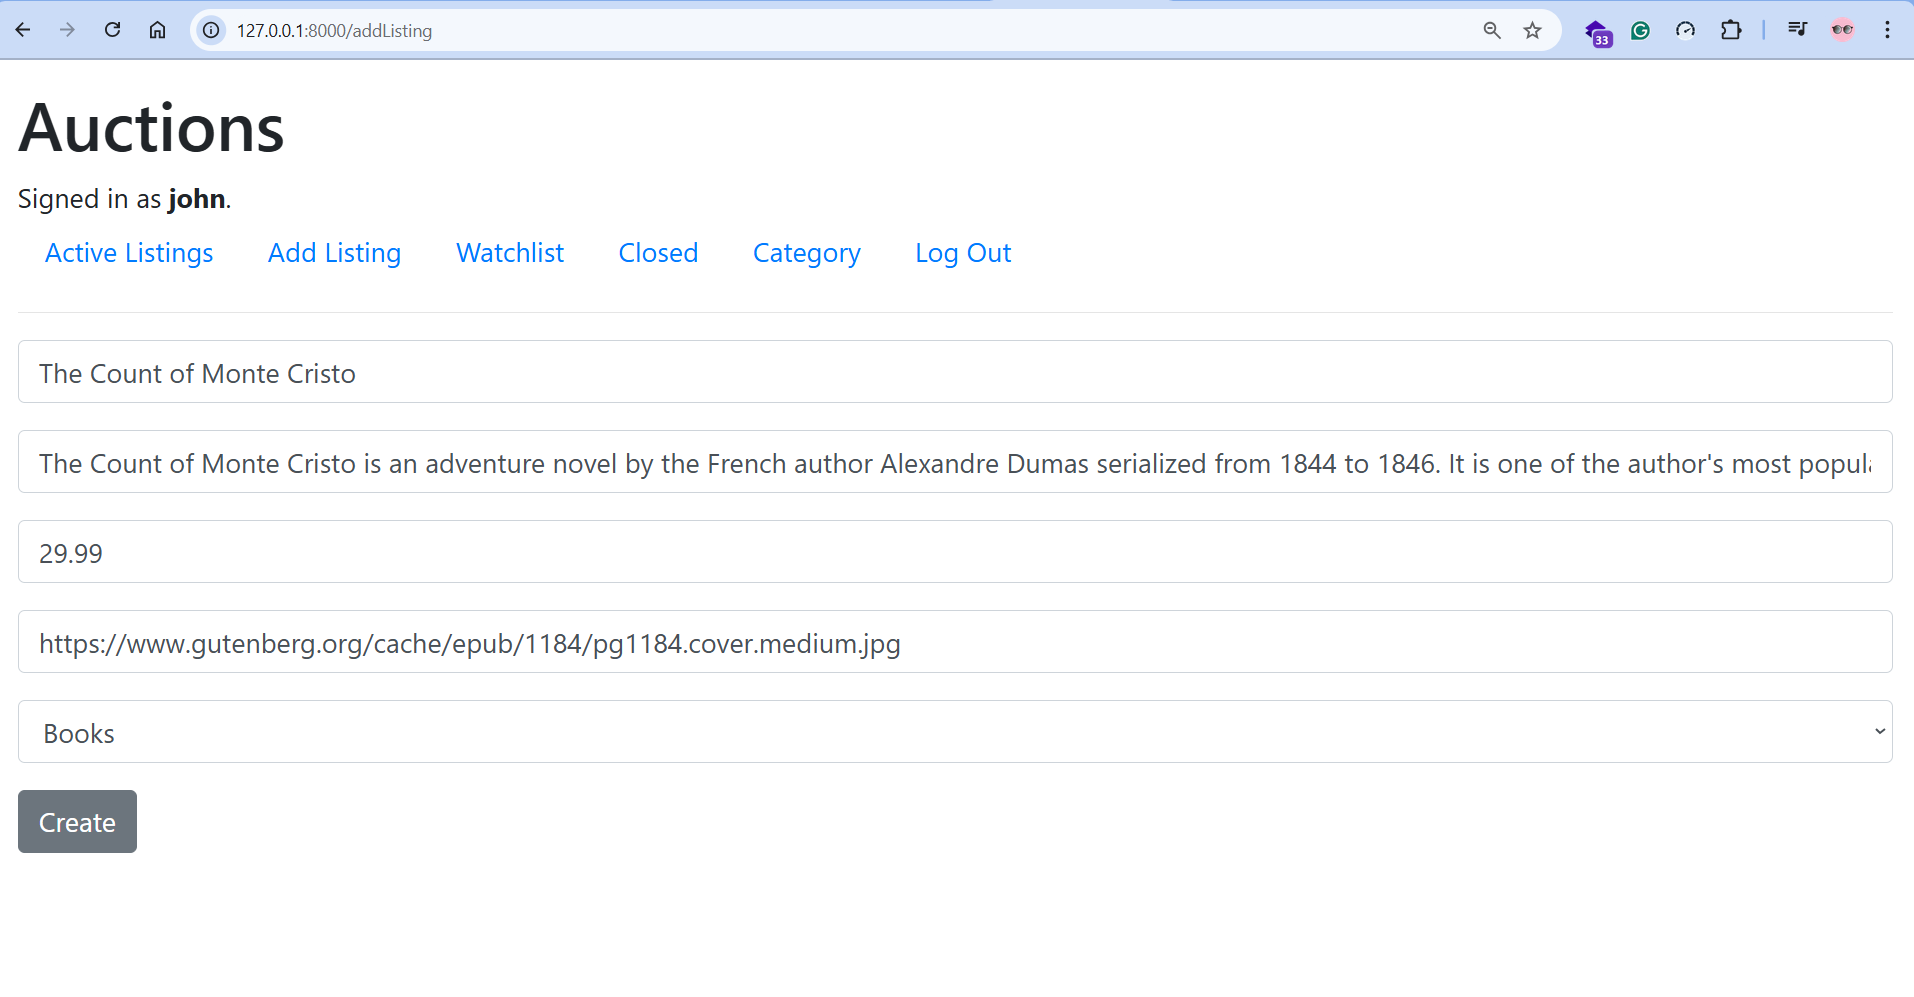 127.0.0.1:8000/addListing
33
Auctions
Signed in as john.
Active Listings Add Listing Watchlist Closed Category Log Out
The Count of Monte Cristo
The Count of Monte Cristo is an adventure novel by the French author Alexandre Dumas serialized from 1844 to 1846. It is one of the author's most popul
29.99
https://www.gutenberg.org/cache/epub/1184/pg1184.cover.medium.jpg
Books
Create